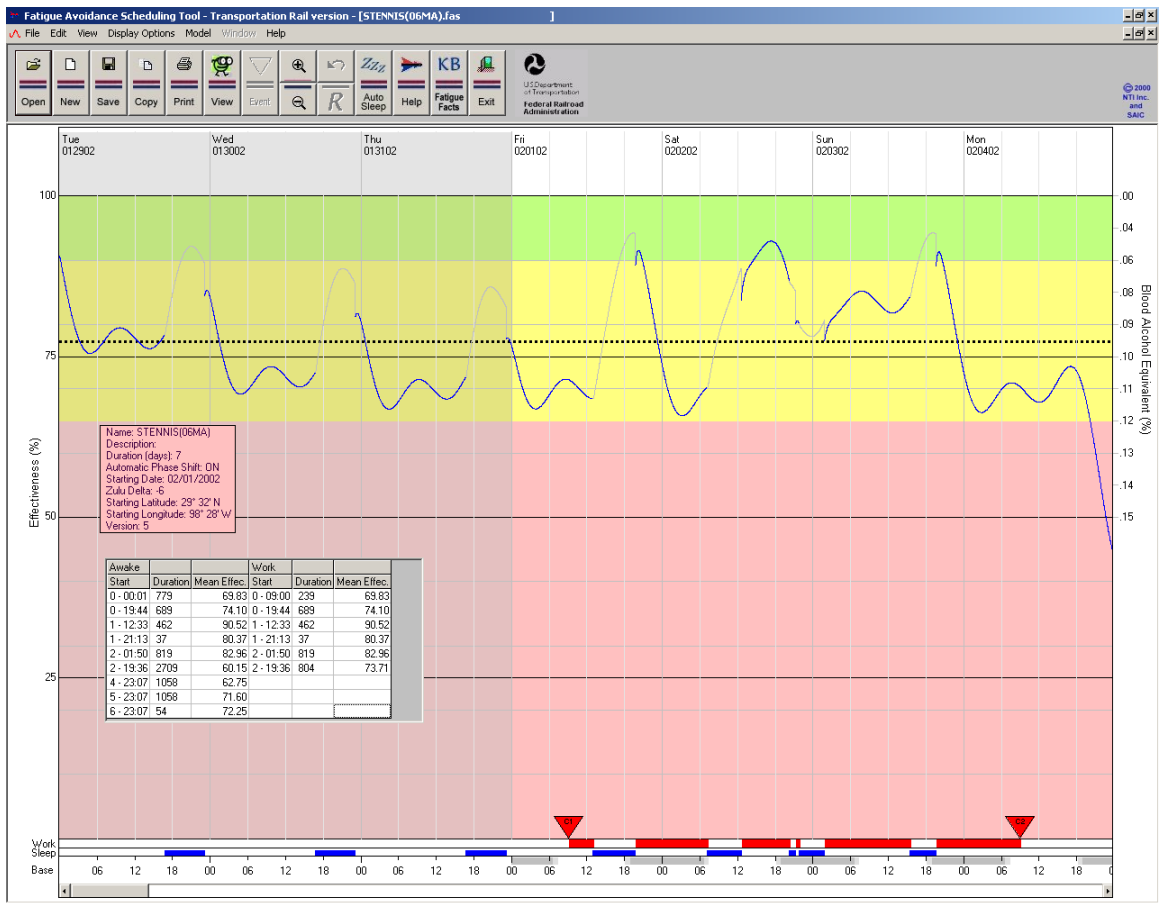 Fatigue Avoidance Scheduling Tool - Transportation Rail version - [STENNIS(06MA).fas ]
File Edit View Display Options Model Window Help
Open New Save Copy Print View Event R Zzz Auto Sleep Help KB Fatigue Facts Exit
U.S. Department
of Transportation
Federal Railroad
Administration
© 2000
NTI Inc.
and
SAIC
Tue Wed Thu Fri Sat Sun Mon
012902 013002 013102 020102 020202 020302 020402
100 .00
.04
.06
.08
.09
75 .10
.11
.12
.13
.14
50 .15
25
Effectiveness (%)
Blood Alcohol Equivalent (%)
Name: STENNIS(06MA)
Description:
Duration (days): 7
Automatic Phase Shift: ON
Starting Date: 02/01/2002
Zulu Delta: -6
Starting Latitude: 29° 32' N
Starting Longitude: 98° 28' W
Version: 5
Awake Work
Start Duration Mean Effec. Start Duration Mean Effec.
0 - 00:01 779 69.83 0 - 09:00 239 69.83
0 - 19:44 689 74.10 0 - 19:44 689 74.10
1 - 12:33 462 90.52 1 - 12:33 462 90.52
1 - 21:13 37 80.37 1 - 21:13 37 80.37
2 - 01:50 819 82.96 2 - 01:50 819 82.96
2 - 19:36 2709 60.15 2 - 19:36 804 73.71
4 - 23:07 1058 62.75
5 - 23:07 1058 71.60
6 - 23:07 54 72.25
C1 C2
Work
Sleep
Base 06 12 18 00 06 12 18 00 06 12 18 00 06 12 18 00 06 12 18 00 06 12 18 00 06 12 18